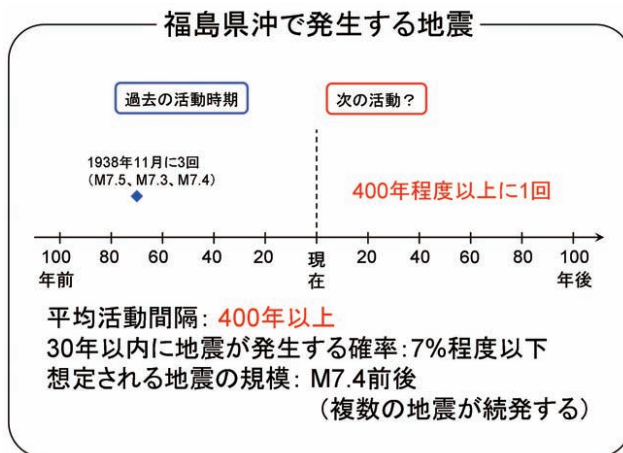 福島県沖で発生する地震
過去の活動時期
次の活動?
1938年11月に3回
(M7.5、M7.3、M7.4)
400年程度以上に1回
100 80 60 40 20 現在 20 40 60 80 100
年前 年後
平均活動間隔: 400年以上
30年以内に地震が発生する確率:7%程度以下
想定される地震の規模: M7.4前後
(複数の地震が続発する)